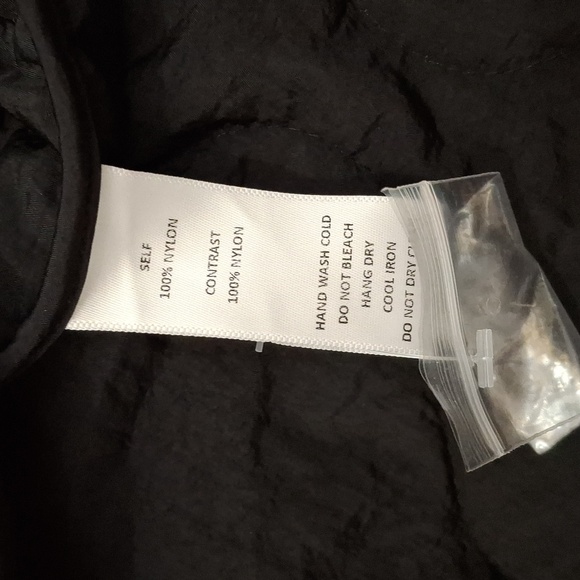 SELF
100% NYLON
CONTRAST
100% NYLON
HAND WASH COLD
DO NOT BLEACH
HANG DRY
COOL IRON
DO NOT DRY